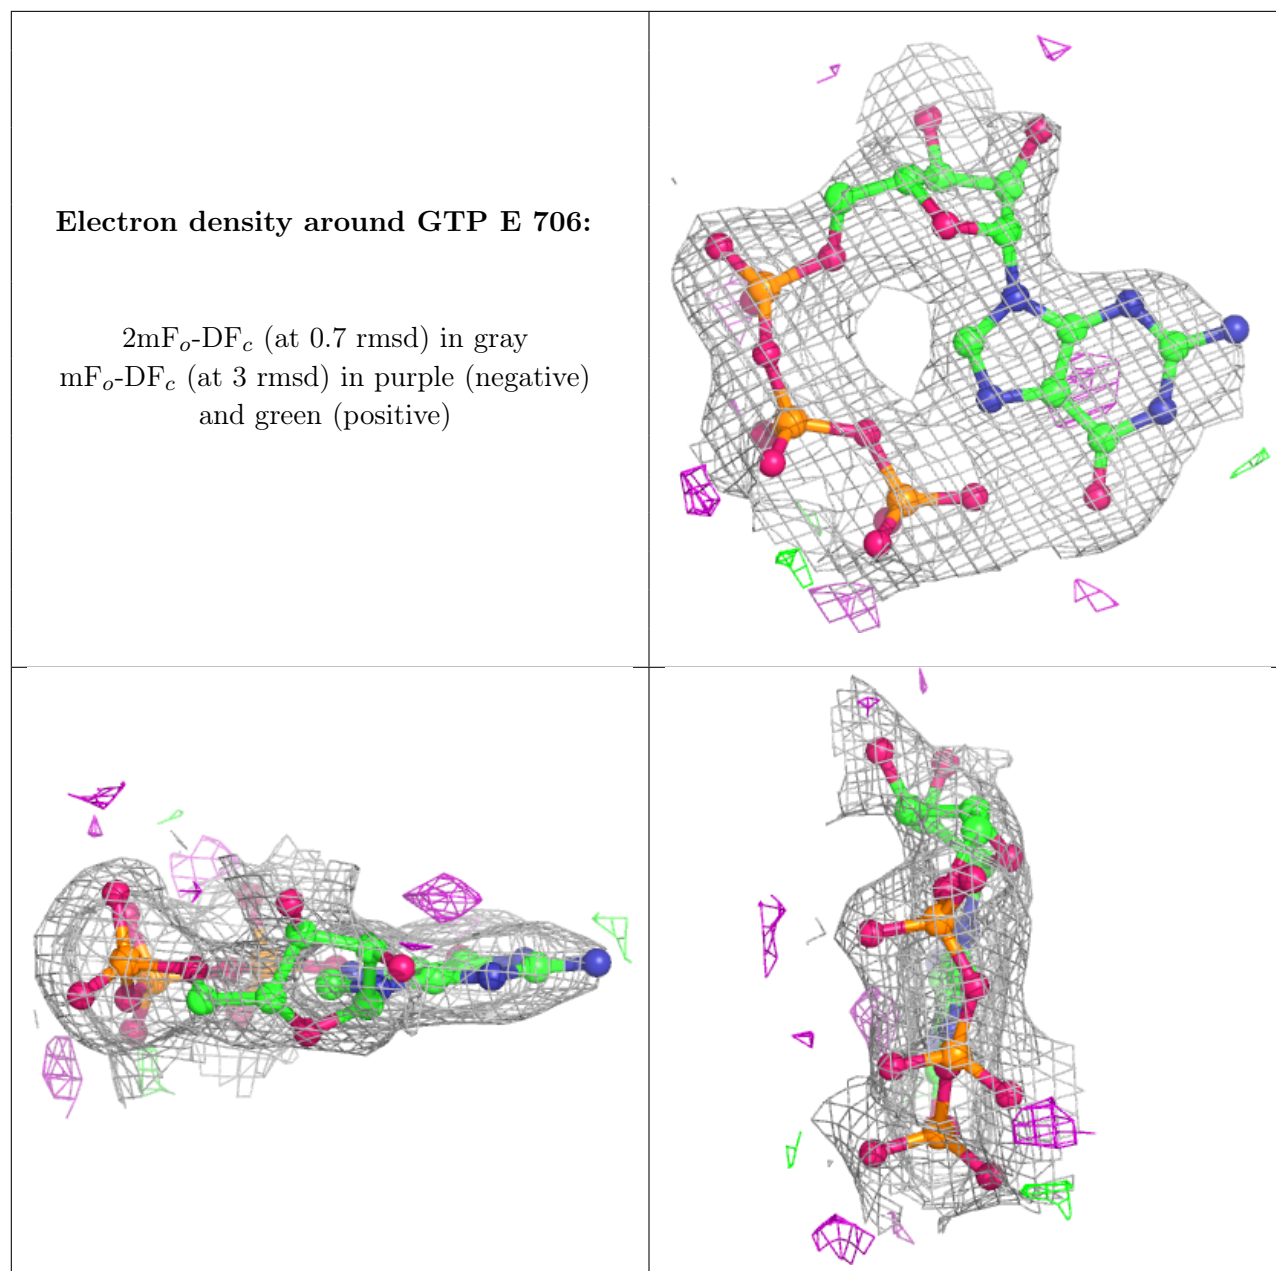 Electron density around GTP E 706:
2mFo-DFc (at 0.7 rmsd) in gray
mFo-DFc (at 3 rmsd) in purple (negative)
and green (positive)